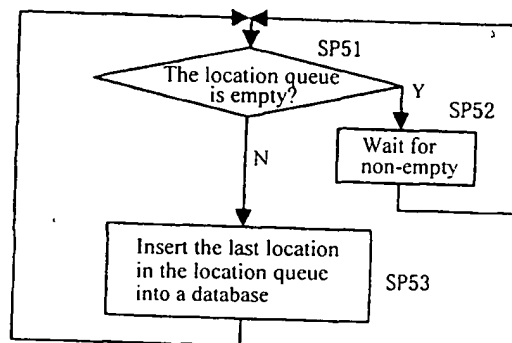 SP51
The location queue
is empty?
Y
SP52
Wait for
non-empty
N
Insert the last location
in the location queue
into a database
SP53